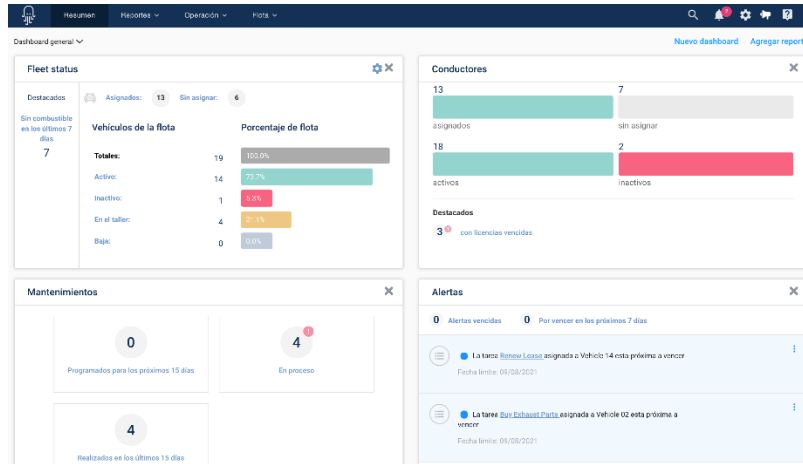 Resumen Reportes Operación Flota 2
Dashboard general Nuevo dashboard Agregar report
Fleet status
Destacados
Sin combustible
en los últimos 7
días
7
Asignados: 13 Sin asignar: 6
Vehículos de la flota Porcentaje de flota
Totales: 19 100.0%
Activo: 14 73.7%
Inactivo: 1 5.3%
En el taller: 4 21.1%
Baja: 0 0.0%
Conductores
13 7
asignados sin asignar
18 2
activos inactivos
Destacados
3 con licencias vencidas
Mantenimientos
0
Programados para los próximos 15 días
4
En proceso
4
Realizados en los últimos 15 días
Alertas
0 Alertas vencidas 0 Por vencer en los próximos 7 días
La tarea Renew Lease asignada a Vehicle 14 esta próxima a vencer
Fecha límite: 09/08/2021
La tarea Buy Exhaust Parts asignada a Vehicle 02 esta próxima a
vencer
Fecha límite: 09/08/2021